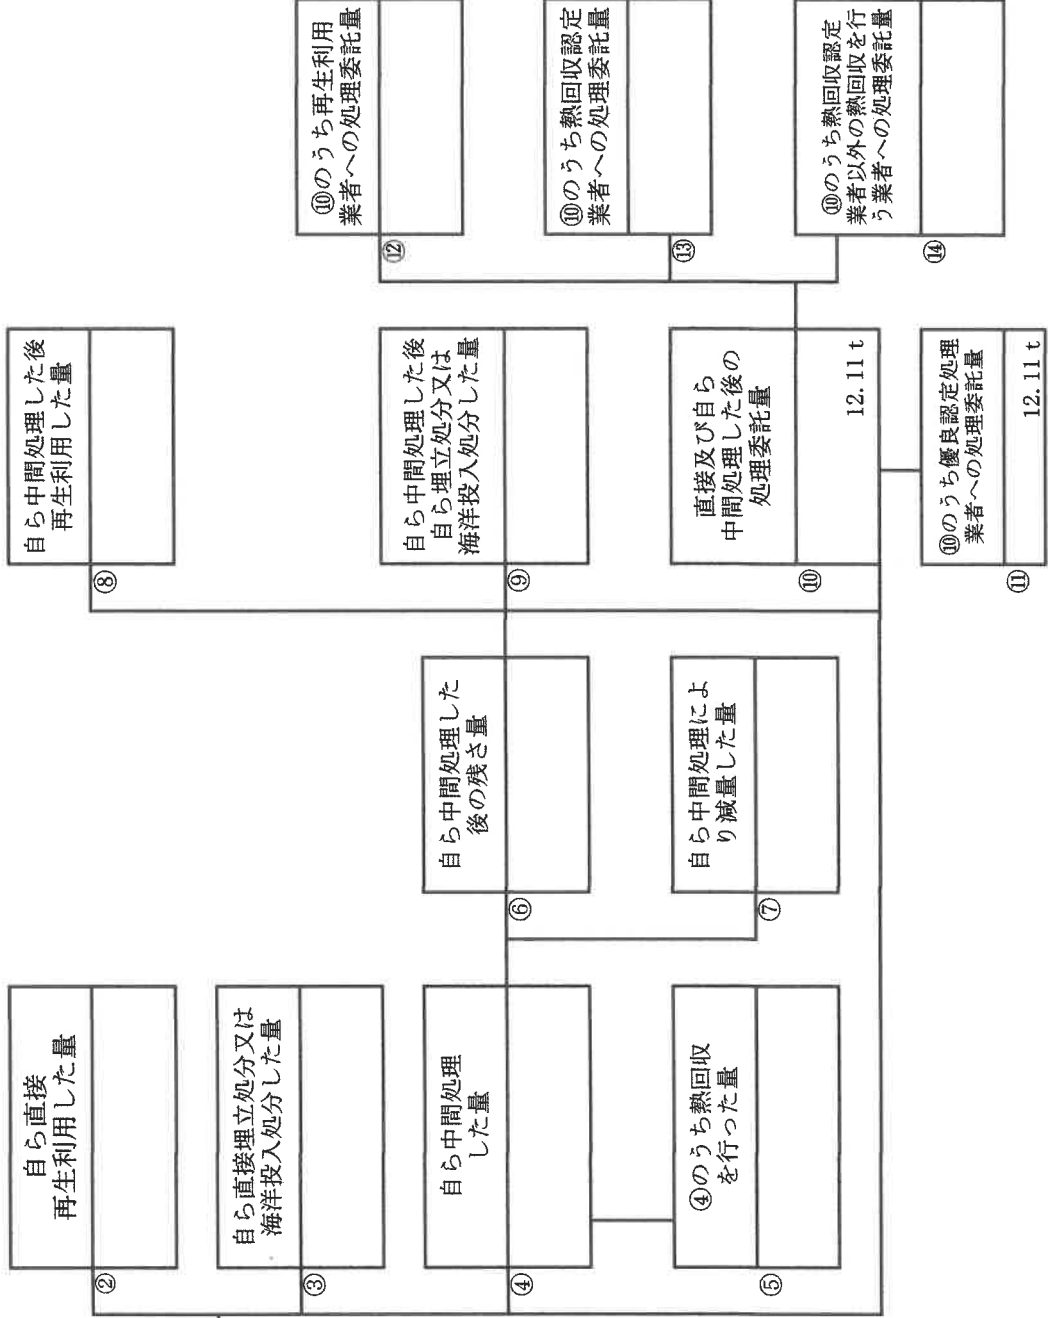 ②
自ら直接
再生利用した量
③
自ら直接埋立処分又は
海洋投入処分した量
④
自ら中間処理
した量
⑤
④のうち熱回収
を行った量
⑥
自ら中間処理した
後の残さ量
⑦
自ら中間処理によ
り減量した量
⑧
自ら中間処理した後
再生利用した量
⑨
自ら中間処理した後
自ら埋立処分又は
海洋投入処分した量
⑩
直接及び自ら
中間処理した後の
処理委託量
12.11ｔ
⑪
⑩のうち優良認定処理
業者への処理委託量
12.11ｔ
⑫
⑩のうち再生利用
業者への処理委託量
⑬
⑩のうち熱回収認定
業者への処理委託量
⑭
⑩のうち熱回収認定
業者以外の熱回収を行
う業者への処理委託量